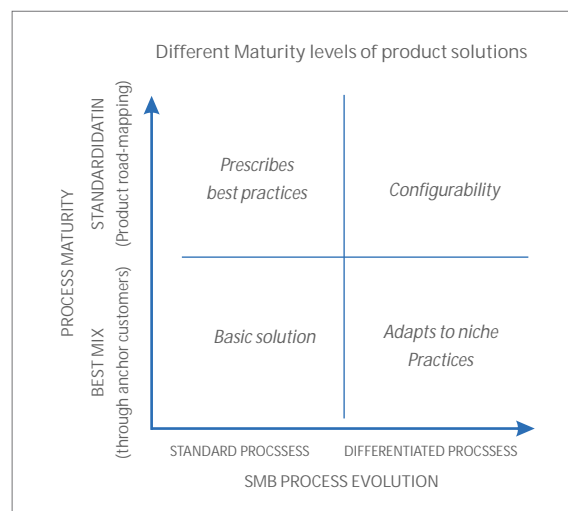 Different Maturity levels of product solutions
PROCESS MATURITY
STANDARDIDATIN
(Product road-mapping)
BEST MIX
(through anchor customers)
Prescribes
best practices
Configurability
Basic solution
Adapts to niche
Practices
STANDARD PROCSSESS
DIFFERENTIATED PROCSSESS
SMB PROCESS EVOLUTION